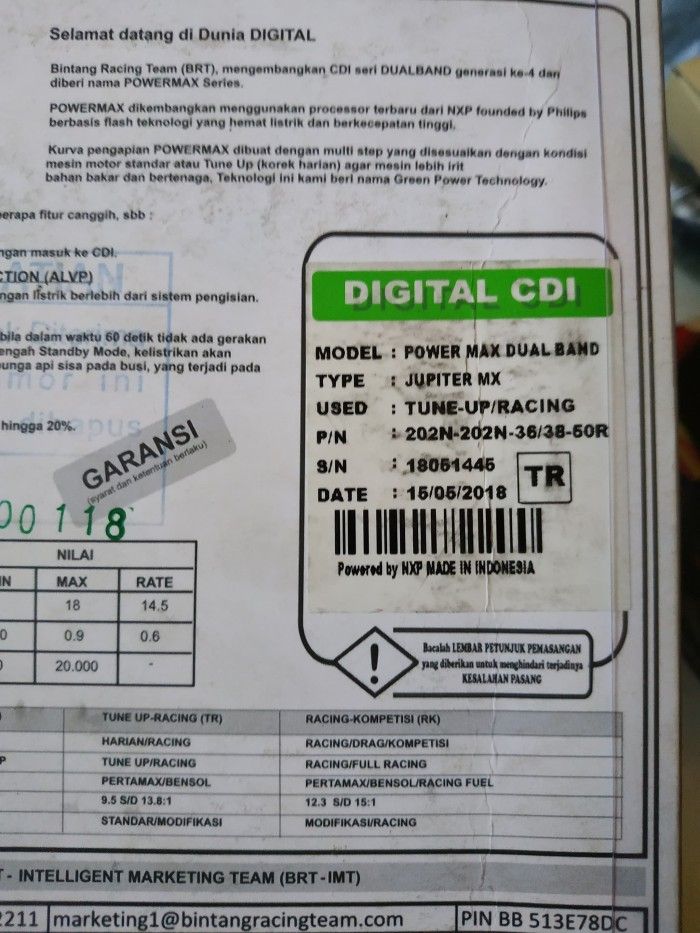 Selamat datang di Dunia DIGITAL
Bintang Racing Team (BRT), mengembangkan CDI seri DUALBAND generasi ke-4 dan
diberi nama POWERMAX Series.
POWERMAX dikembangkan menggunakan processor terbaru dari NXP founded by Philips
berbasis flash teknologi yang hemat listrik dan berkecepatan tinggi.
Kurva pengapian POWERMAX dibuat dengan multi step yang disesuaikan dengan kondisi
mesin motor standar atau Tune Up (korek harian) agar mesin lebih irit
bahan bakar dan bertenaga. Teknologi ini kami beri nama Green Power Technology.
erapa fitur canggih, sbb :
ngan masuk ke CDI.
CTION (ALVP)
ngan listrik berlebih dari sistem pengisian.
bila dalam waktu 60 detik tidak ada gerakan
engah Standby Mode, kelistrikan akan
unga api sisa pada busi, yang terjadi pada
mor ini
dihapus
hingga 20%.
GARANSI
(syarat dan ketentuan berlaku)
00118
NILAI
IN MAX RATE
18 14.5
0 0.9 0.6
0 20.000 -
DIGITAL CDI
MODEL : POWER MAX DUAL BAND
TYPE : JUPITER MX
USED : TUNE-UP/RACING
P/N : 202N-202N-36/38-50R
S/N : 18051445
DATE : 15/05/2018
TR
Powered by NXP MADE IN INDONESIA
!
Bacalah LEMBAR PETUNJUK PEMASANGAN
yang diberikan untuk menghindari terjadinya
KESALAHAN PASANG
) TUNE UP-RACING (TR) RACING-KOMPETISI (RK)
HARIAN/RACING RACING/DRAG/KOMPETISI
P TUNE UP/RACING RACING/FULL RACING
PERTAMAX/BENSOL PERTAMAX/BENSOL/RACING FUEL
9.5 S/D 13.8:1 12.3 S/D 15:1
STANDAR/MODIFIKASI MODIFIKASI/RACING
T - INTELLIGENT MARKETING TEAM (BRT-IMT)
2211 marketing1@bintangracingteam.com PIN BB 513E78DC